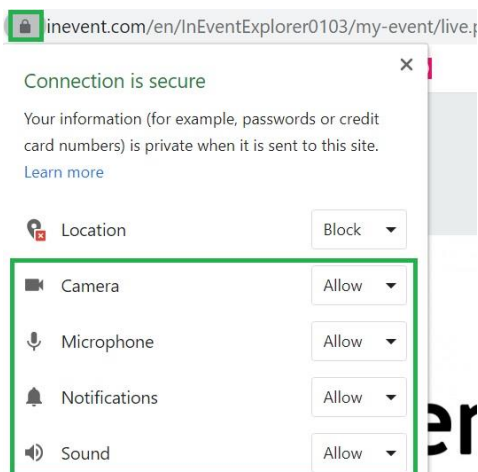 inevent.com/en/InEventExplorer0103/my-event/live.p
Connection is secure
Your information (for example, passwords or credit
card numbers) is private when it is sent to this site.
Learn more
Location Block
Camera Allow
Microphone Allow
Notifications Allow
Sound Allow
er